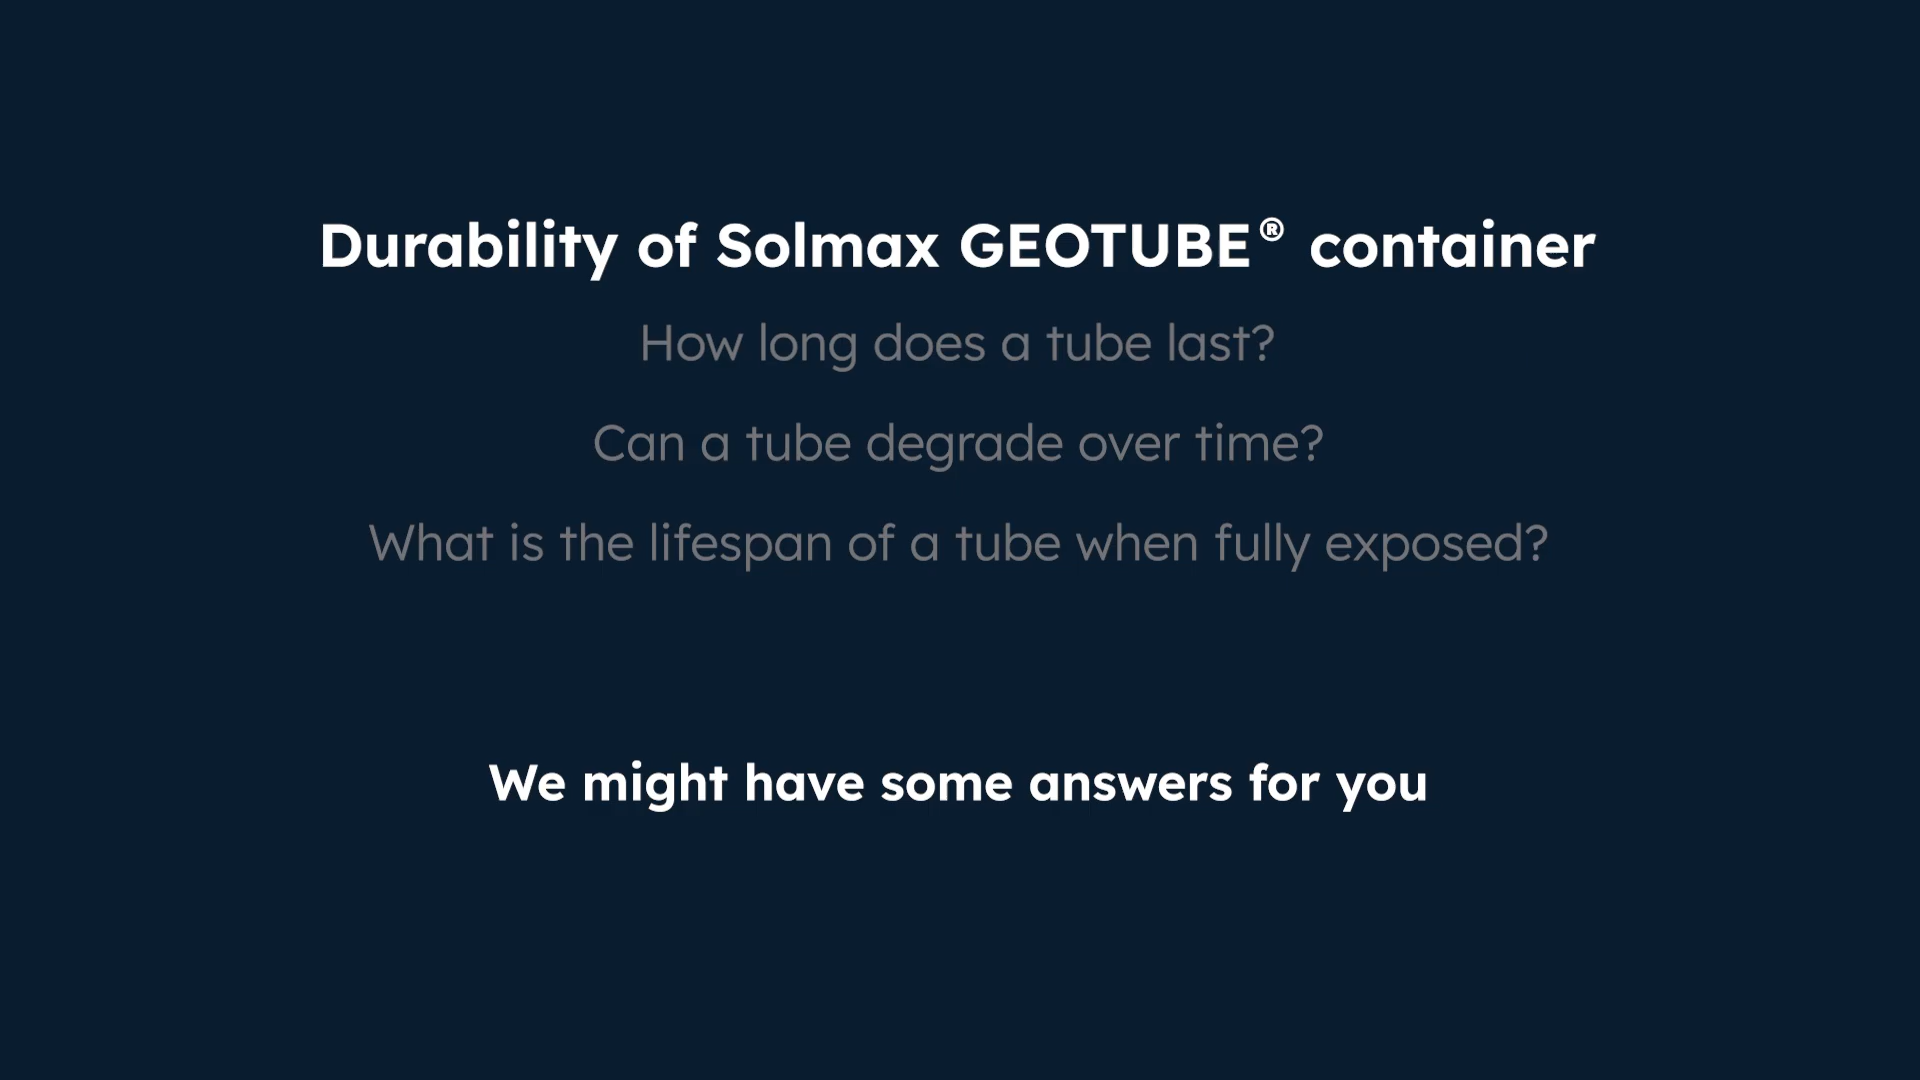 Durability of Solmax GEOTUBE® container
How long does a tube last?
Can a tube degrade over time?
What is the lifespan of a tube when fully exposed?
We might have some answers for you